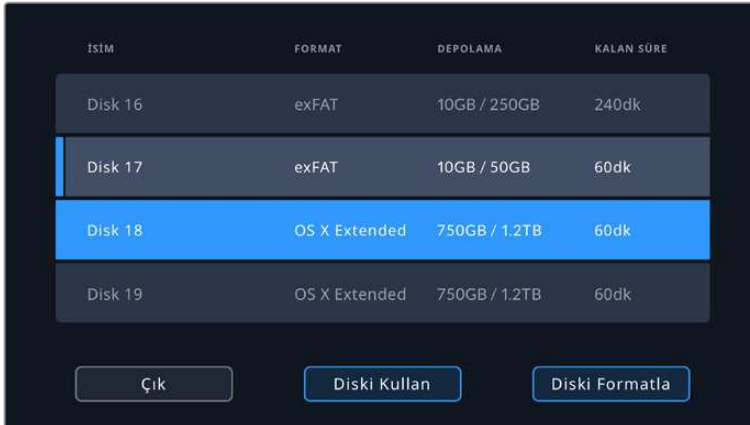 İSİM FORMAT DEPOLAMA KALAN SÜRE
Disk 16 exFAT 10GB / 250GB 240dk
Disk 17 exFAT 10GB / 50GB 60dk
Disk 18 OS X Extended 750GB / 1.2TB 60dk
Disk 19 OS X Extended 750GB / 1.2TB 60dk
Çık Diski Kullan Diski Formatla